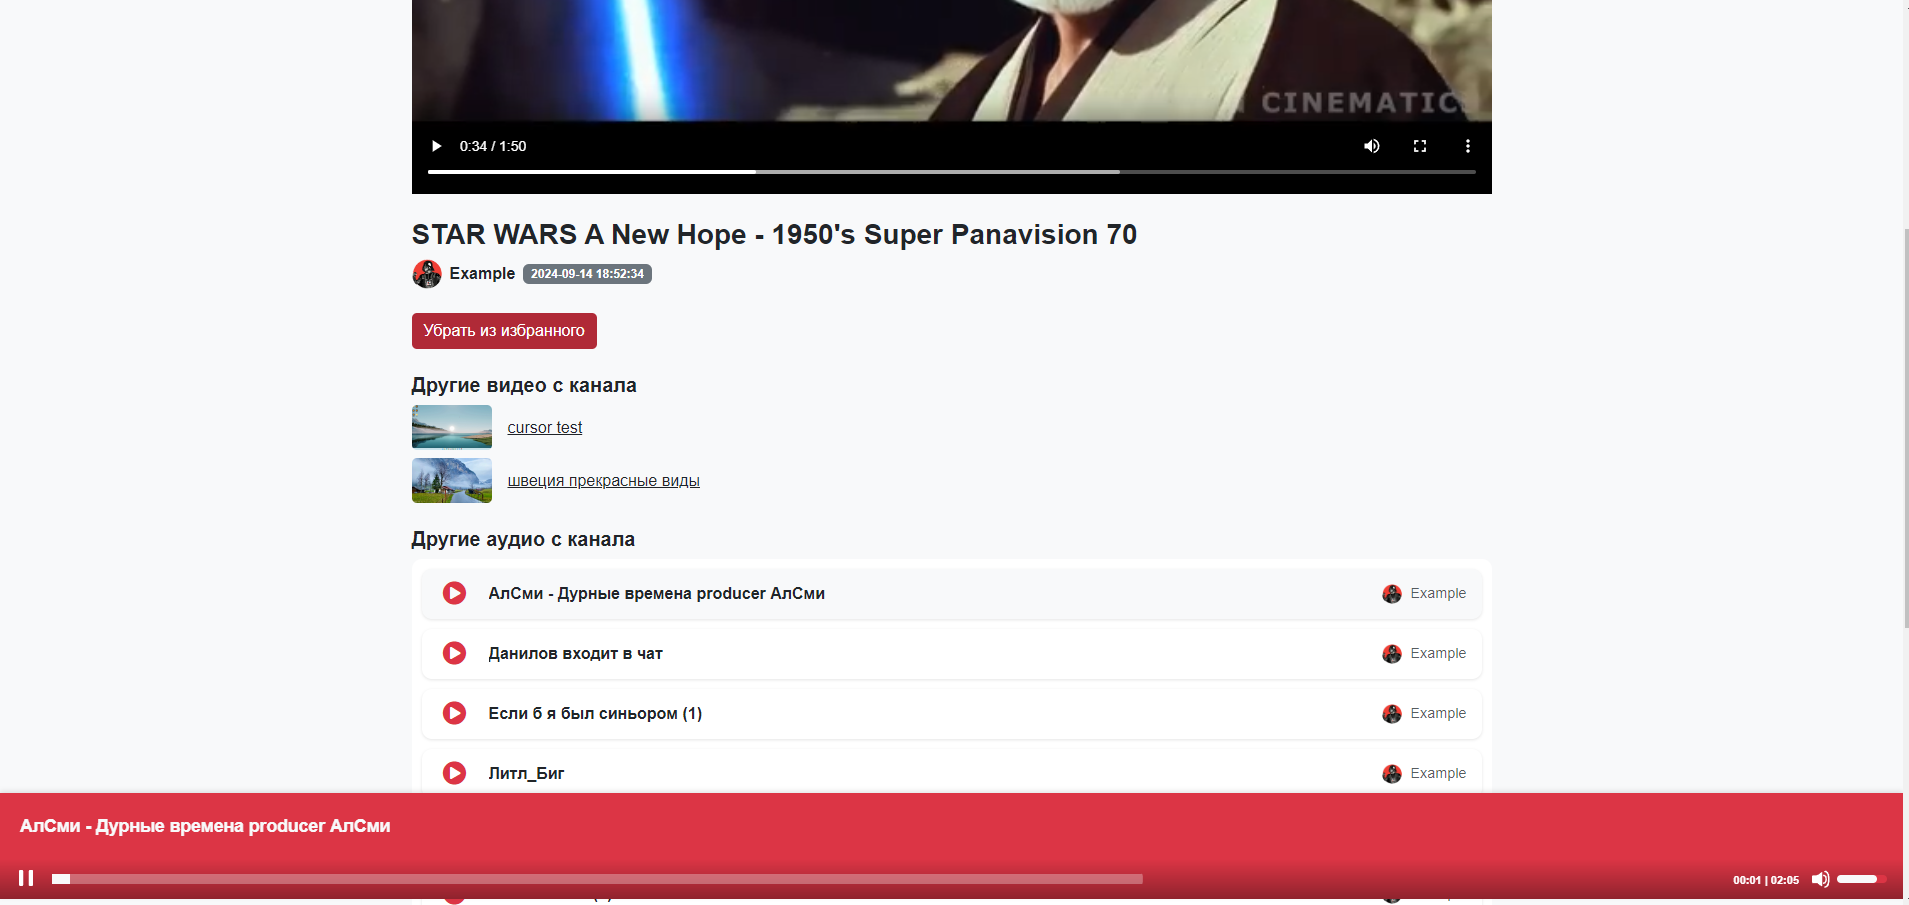 CINEMATIC
0:34 / 1:50
STAR WARS A New Hope - 1950's Super Panavision 70
Example 2024-09-14 18:52:34
Убрать из избранного
Другие видео с канала
cursor test
швеция прекрасные виды
Другие аудио с канала
АлСми - Дурные времена producer АлСми Example
Данилов входит в чат Example
Если б я был синьором (1) Example
Литл_Биг Example
АлСми - Дурные времена producer АлСми
00:01 | 02:05